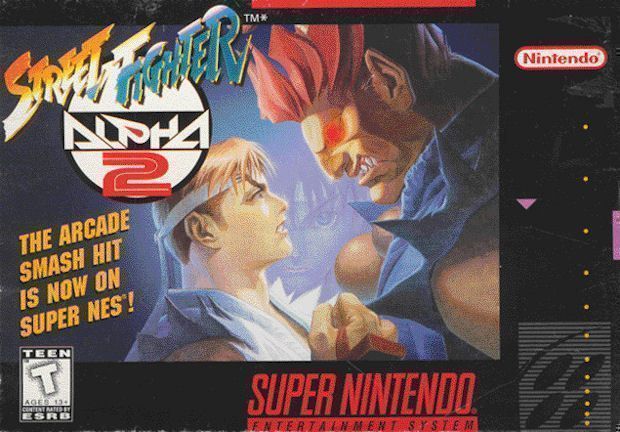 STREET FIGHTER TM*
ALPHA
2
Nintendo
THE ARCADE
SMASH HIT
IS NOW ON
SUPER NES®!
TEEN
T
AGES 13+
CONTENT RATED BY
ESRB
SUPER NINTENDO
ENTERTAINMENT SYSTEM